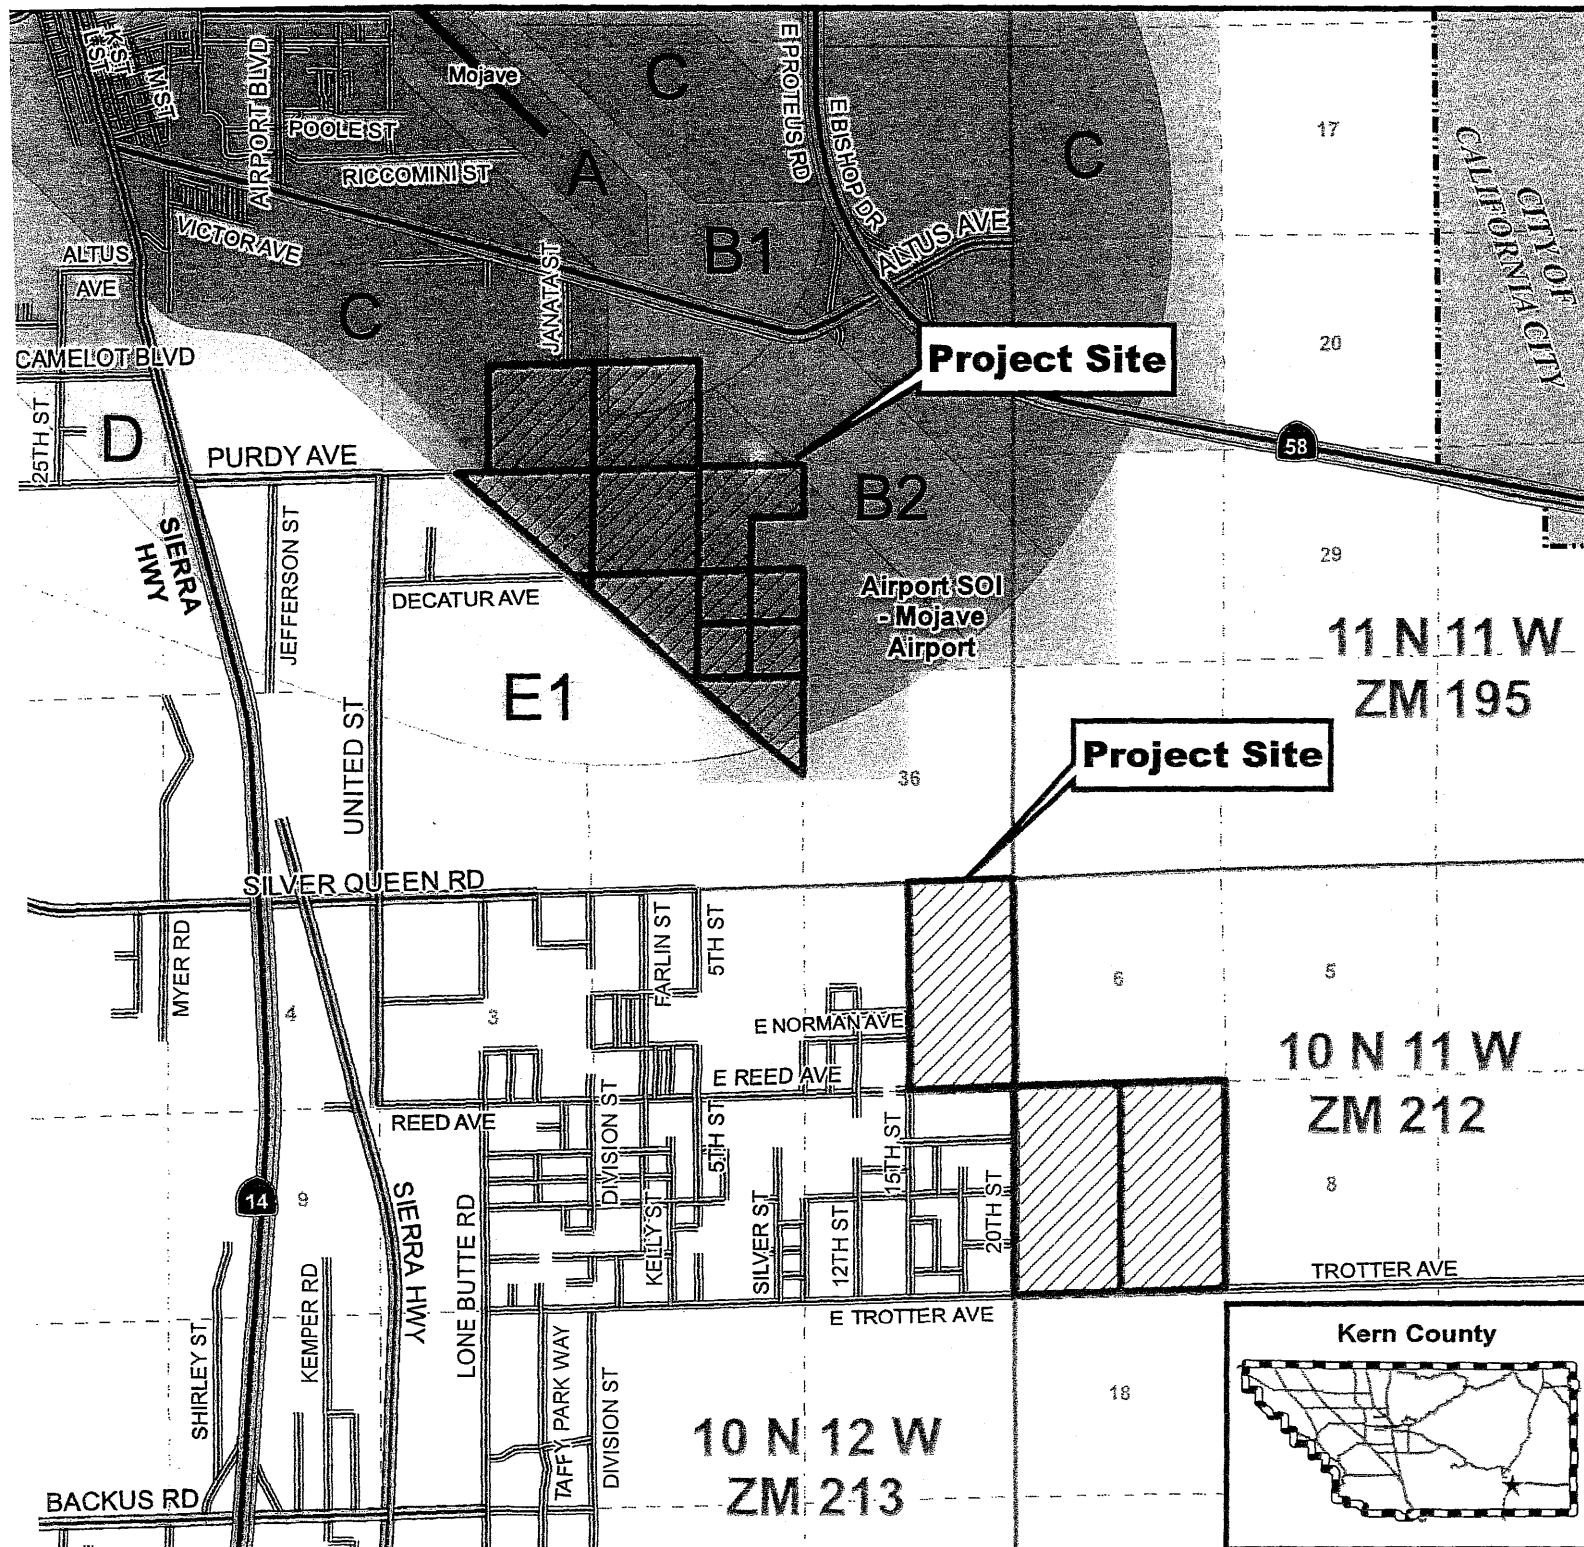 L ST
K ST
M ST
AIRPORT BLVD
Mojave
POOLE ST
RICCOMINI ST
VICTOR AVE
ALTUS
AVE
C
A
C
B1
C
E PROTEUS RD
E BISHOP DR
ALTUS AVE
JANATA ST
17
20
CITY OF
CALIFORNIA CITY
CAMELOT BLVD
25TH ST
D
PURDY AVE
Project Site
58
B2
29
SIERRA
HWY
JEFFERSON ST
DECATUR AVE
Airport SOI
- Mojave
Airport
11 N 11 W
ZM 195
E1
UNITED ST
36
Project Site
SILVER QUEEN RD
MYER RD
FARLIN ST
5TH ST
4
3
6
5
E NORMAN AVE
E REED AVE
REED AVE
10 N 11 W
ZM 212
DIVISION ST
5TH ST
15TH ST
14
9
SIERRA HWY
LONE BUTTE RD
KELLY ST
SILVER ST
12TH ST
20TH ST
8
TROTTER AVE
E TROTTER AVE
SHIRLEY ST
KEMPER RD
TAFFY PARK WAY
DIVISION ST
18
10 N 12 W
ZM 213
BACKUS RD
Kern County